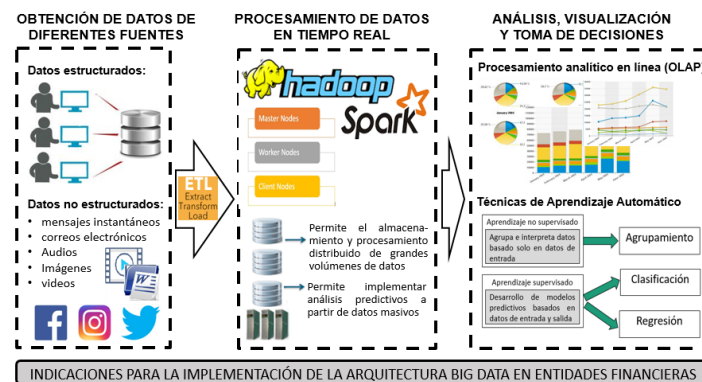 OBTENCIÓN DE DATOS DE
DIFERENTES FUENTES
Datos estructurados:
Datos no estructurados:
• mensajes instantáneos
• correos electrónicos
• Audios
• Imágenes
• videos
W
ETL
Extract
Transform
Load
PROCESAMIENTO DE DATOS
EN TIEMPO REAL
hadoop
Spark
Master Nodes
Worker Nodes
Client Nodes
Permite el almacena-
miento y procesamiento
distribuido de grandes
volúmenes de datos
Permite implementar
análisis predictivos a
partir de datos masivos
ANÁLISIS, VISUALIZACIÓN
Y TOMA DE DECISIONES
Procesamiento analítico en línea (OLAP)
Técnicas de Aprendizaje Automático
Aprendizaje no supervisado
Agrupa e interpreta datos
basado solo en datos de
entrada
Agrupamiento
Aprendizaje supervisado
Desarrollo de modelos
predictivos basados en
datos de entrada y salida
Clasificación
Regresión
INDICACIONES PARA LA IMPLEMENTACIÓN DE LA ARQUITECTURA BIG DATA EN ENTIDADES FINANCIERAS